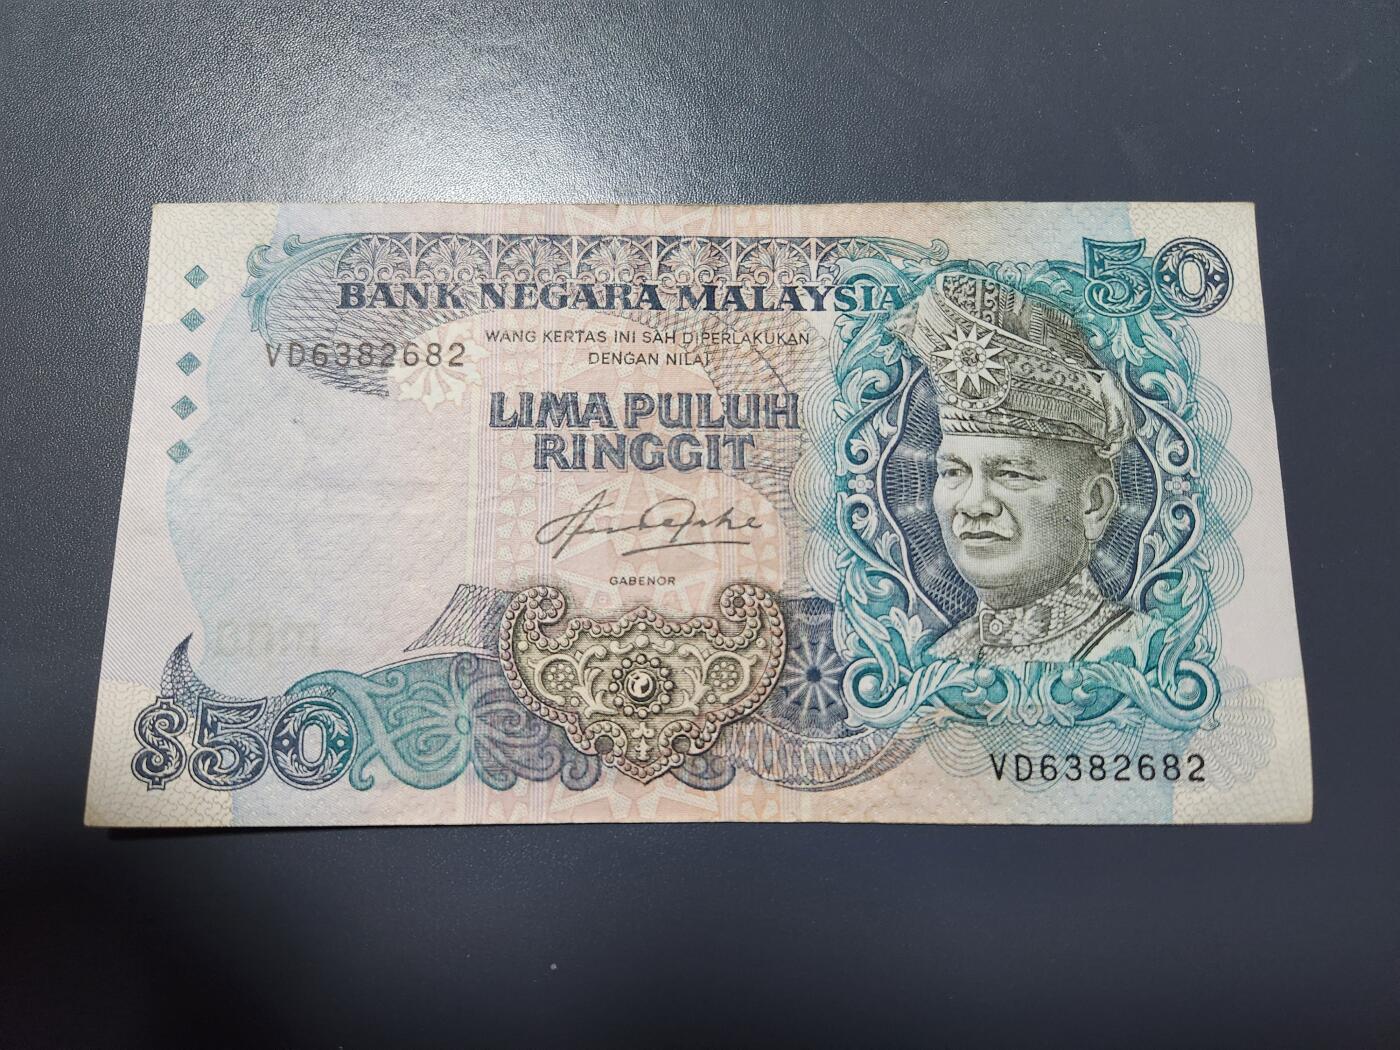 50
BANK NEGARA MALAYSIA
WANG KERTAS INI SAH DIPERLAKUKAN
DENGAN NILAI
VD6382682
LIMA PULUH
RINGGIT
GABENOR
$50
VD6382682